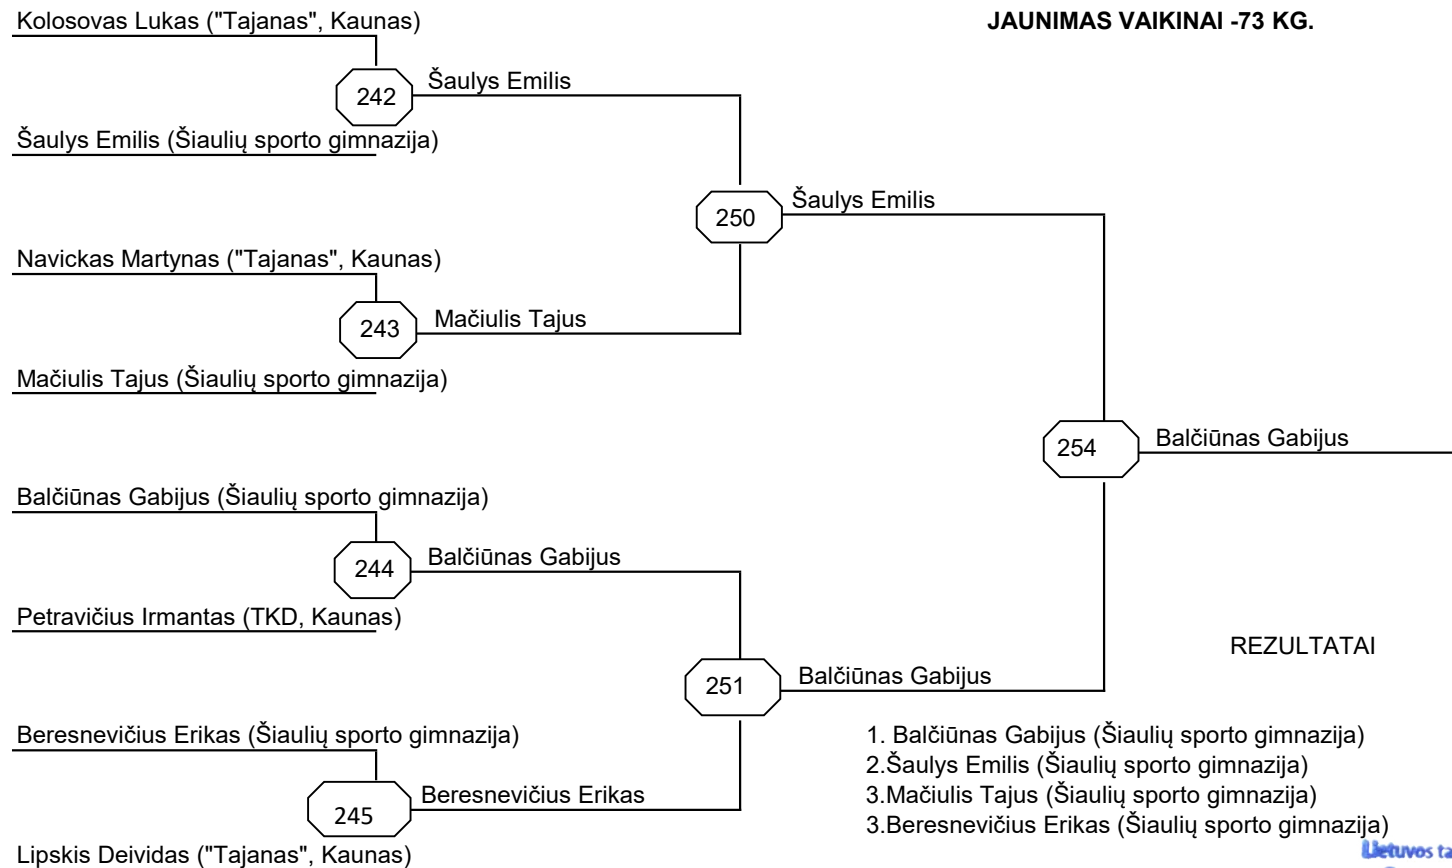 Kolosovas Lukas ("Tajanas", Kaunas)
JAUNIMAS VAIKINAI -73 KG.
242
Šaulys Emilis
Šaulys Emilis (Šiaulių sporto gimnazija)
250
Šaulys Emilis
Navickas Martynas ("Tajanas", Kaunas)
243
Mačiulis Tajus
Mačiulis Tajus (Šiaulių sporto gimnazija)
254
Balčiūnas Gabijus
Balčiūnas Gabijus (Šiaulių sporto gimnazija)
244
Balčiūnas Gabijus
Petravičius Irmantas (TKD, Kaunas)
REZULTATAI
251
Balčiūnas Gabijus
Beresnevičius Erikas (Šiaulių sporto gimnazija)
1. Balčiūnas Gabijus (Šiaulių sporto gimnazija)
2.Šaulys Emilis (Šiaulių sporto gimnazija)
245
Beresnevičius Erikas
3.Mačiulis Tajus (Šiaulių sporto gimnazija)
3.Beresnevičius Erikas (Šiaulių sporto gimnazija)
Lipskis Deividas ("Tajanas", Kaunas)
Lietuvos